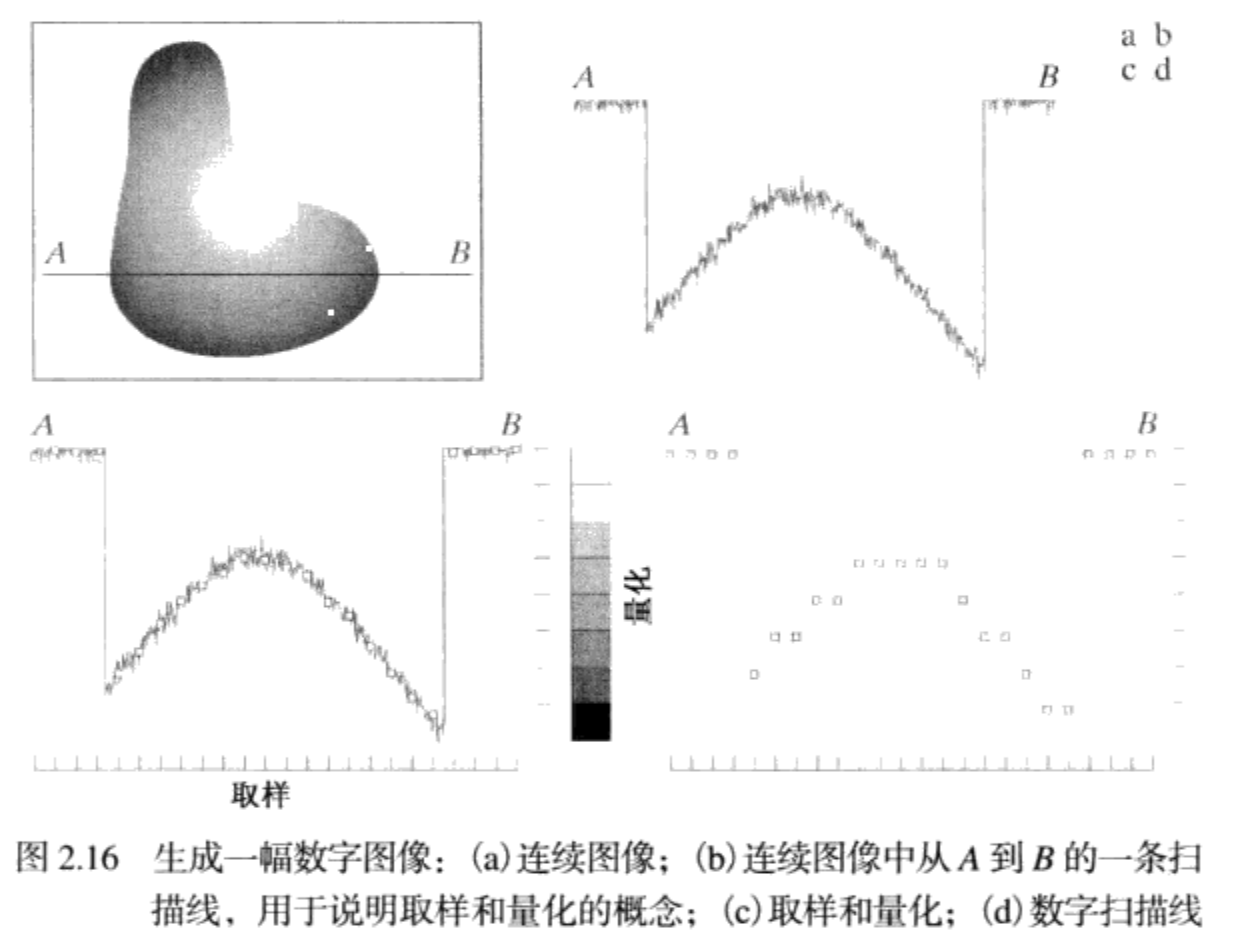 a b
c d
A B
A B
A B
A B
量化
取样
图 2.16 生成一幅数字图像：(a)连续图像；(b)连续图像中从 A 到 B 的一条扫
描线，用于说明取样和量化的概念；(c)取样和量化；(d)数字扫描线